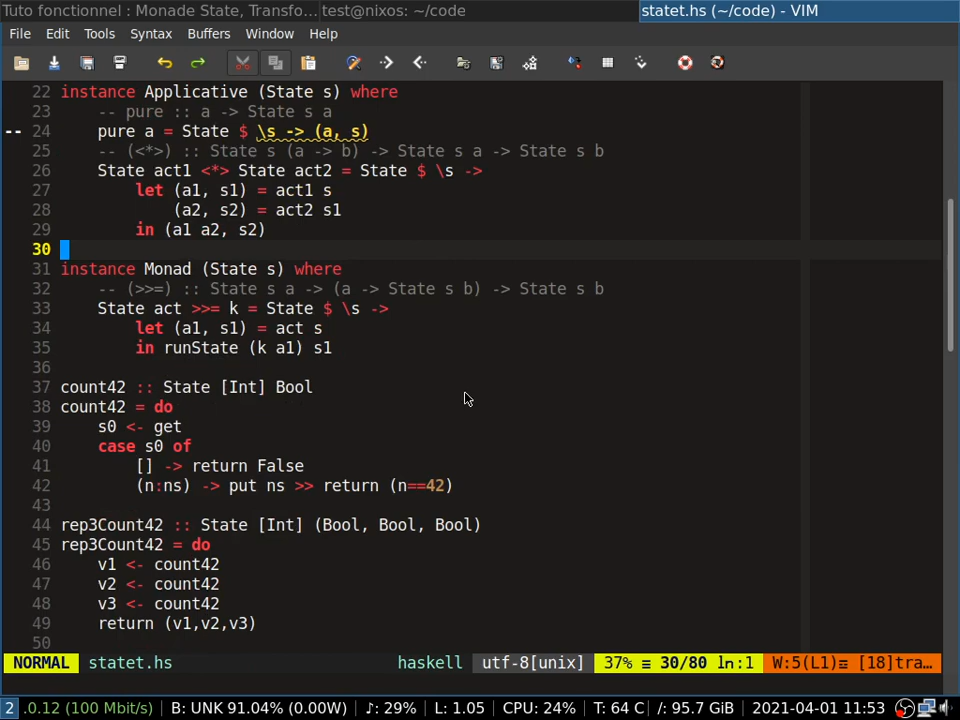 Tuto fonctionnel : Monade State, Transfo... test@nixos: ~/code statet.hs (~/code) - VIM
File Edit Tools Syntax Buffers Window Help
22 instance Applicative (State s) where
23     -- pure :: a -> State s a
-- 24     pure a = State $ \s -> (a, s)
25     -- (<*>) :: State s (a -> b) -> State s a -> State s b
26     State act1 <*> State act2 = State $ \s ->
27         let (a1, s1) = act1 s
28             (a2, s2) = act2 s1
29         in (a1 a2, s2)
30
31 instance Monad (State s) where
32     -- (>>=) :: State s a -> (a -> State s b) -> State s b
33     State act >>= k = State $ \s ->
34         let (a1, s1) = act s
35         in runState (k a1) s1
36
37 count42 :: State [Int] Bool
38 count42 = do
39     s0 <- get
40     case s0 of
41         [] -> return False
42         (n:ns) -> put ns >> return (n==42)
43
44 rep3Count42 :: State [Int] (Bool, Bool, Bool)
45 rep3Count42 = do
46     v1 <- count42
47     v2 <- count42
48     v3 <- count42
49     return (v1,v2,v3)
50
NORMAL statet.hs haskell utf-8[unix] 37% ≡ 30/80 ln:1 W:5(L1)≡ [18]tra...
2 .0.12 (100 Mbit/s) | B: UNK 91.04% (0.00W) | ♪: 29% | L: 1.05 | CPU: 24% | T: 64 C | /: 95.7 GiB | 2021-04-01 11:53